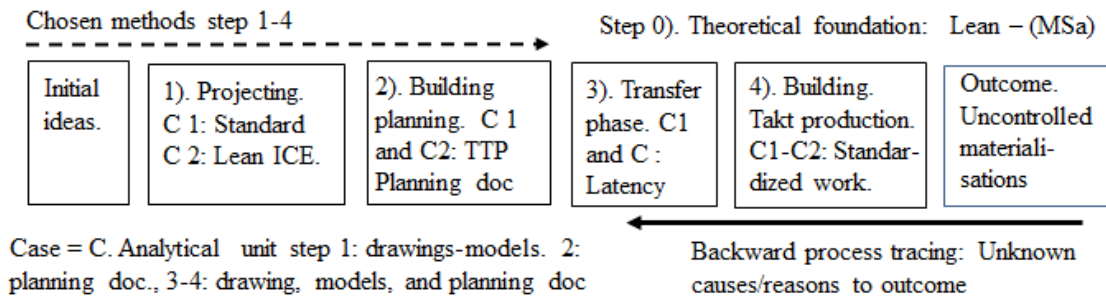 Chosen methods step 1-4
Step 0). Theoretical foundation: Lean – (MSa)
Initial
ideas.
1). Projecting.
C 1: Standard
C 2: Lean ICE.
2). Building
planning. C 1
and C2: TTP
Planning doc
3). Transfer
phase. C1
and C :
Latency
4). Building.
Takt production.
C1-C2: Standar-
dized work.
Outcome.
Uncontrolled
materiali-
sations
Case = C. Analytical unit step 1: drawings-models. 2:
planning doc., 3-4: drawing, models, and planning doc
Backward process tracing: Unknown
causes/reasons to outcome